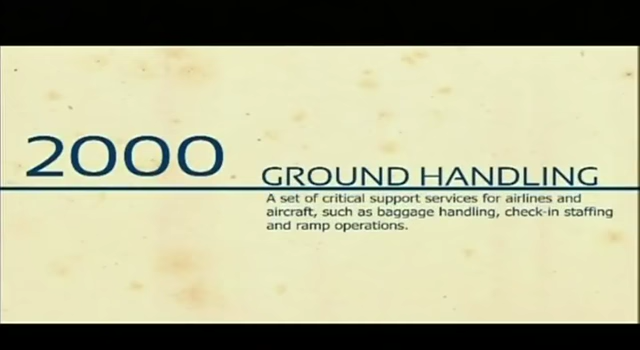 2000
GROUND HANDLING
A set of critical support services for airlines and
aircraft, such as baggage handling, check-in staffing
and ramp operations.